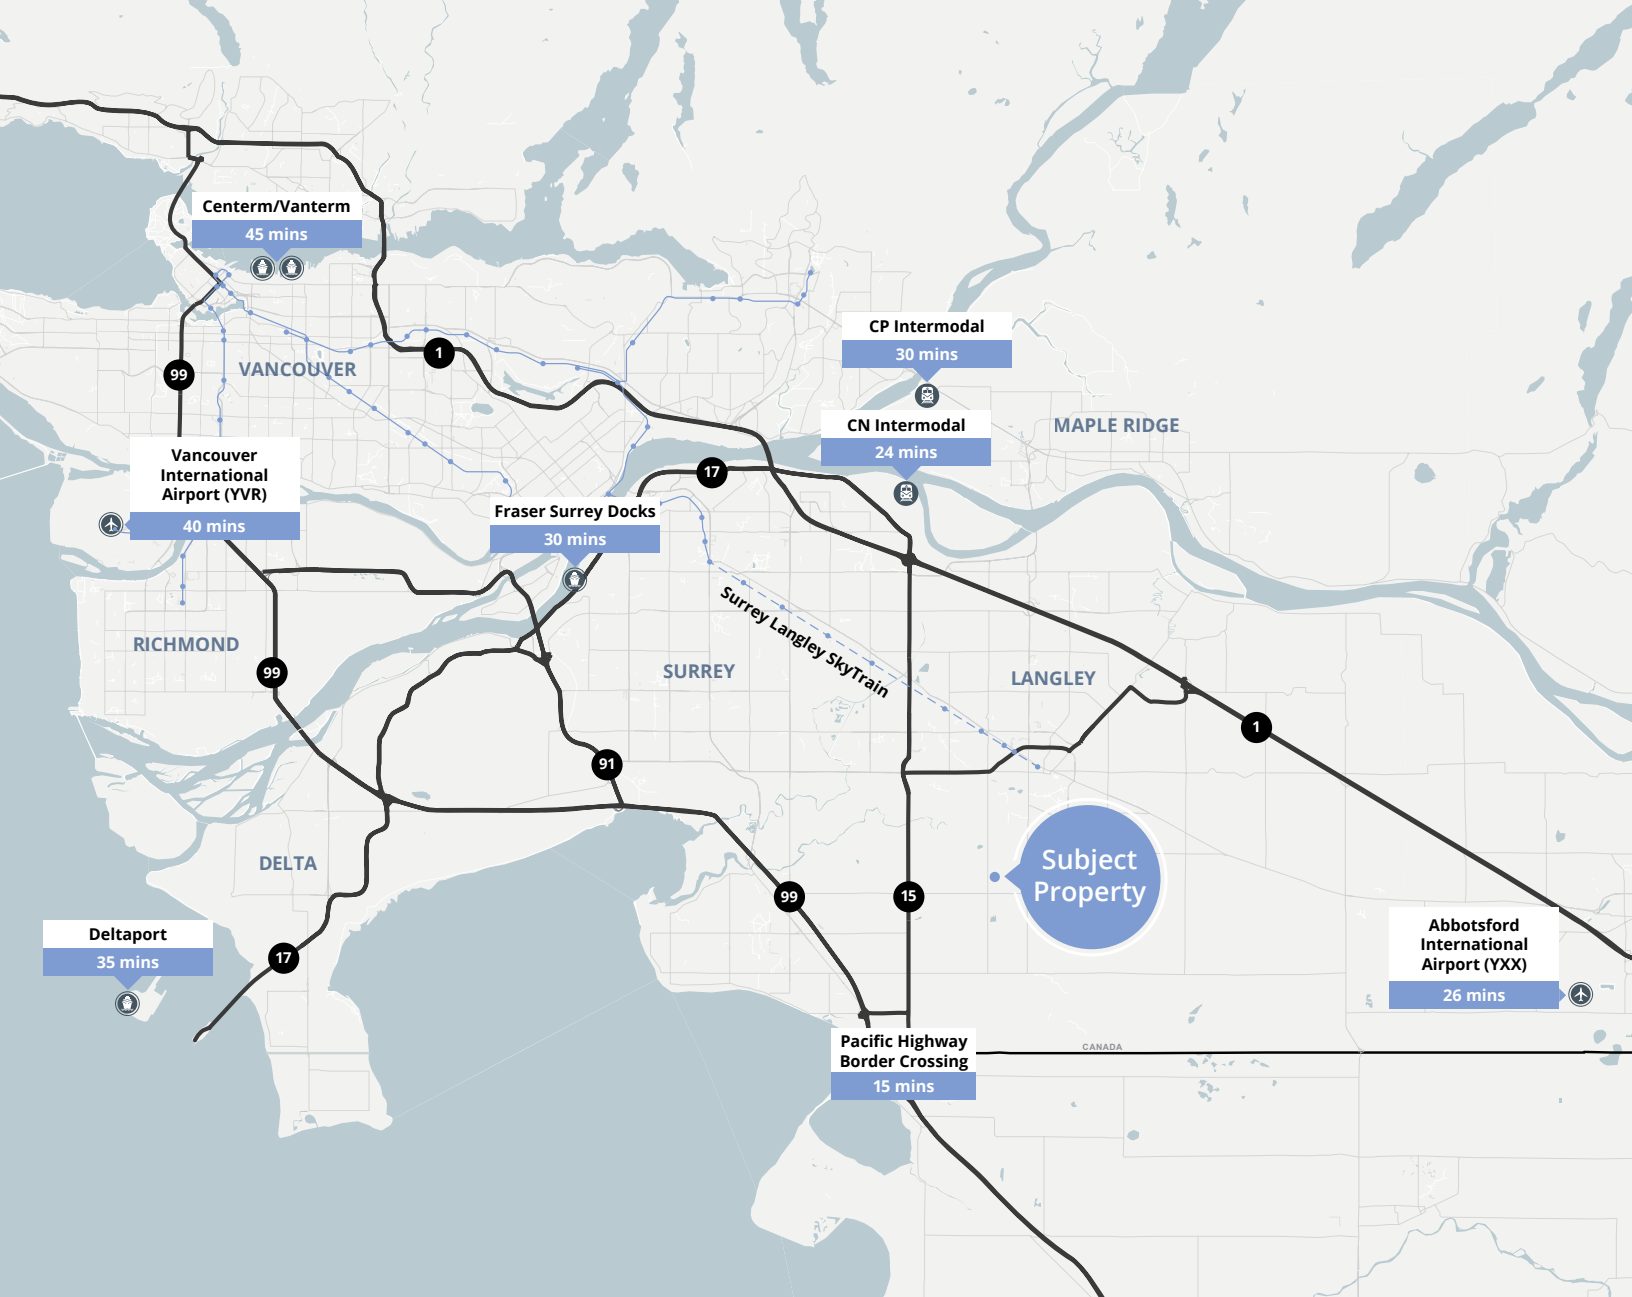 Centerm/Vanterm
45 mins
CP Intermodal
30 mins
1
VANCOUVER
99
CN Intermodal
24 mins
MAPLE RIDGE
Vancouver
International
Airport (YVR)
40 mins
17
Fraser Surrey Docks
30 mins
Surrey Langley SkyTrain
RICHMOND
99
SURREY
LANGLEY
1
91
Subject
Property
DELTA
99
15
Deltaport
35 mins
17
Abbotsford
International
Airport (YXX)
26 mins
Pacific Highway
Border Crossing
15 mins
CANADA